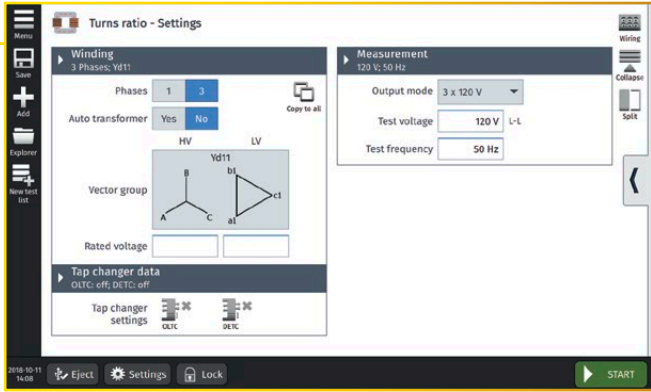 Menu
Save
Add
Explorer
New test
list
Turns ratio - Settings
Winding
3 Phases; Yd11
Phases 1 3
Copy to all
Auto transformer Yes No
HV LV
Yd11
Vector group
B
A C
b1
c1
a1
Rated voltage
Tap changer data
OLTC: off; DETC: off
Tap changer
settings
OLTC DETC
Measurement
120 V; 50 Hz
Output mode 3 x 120 V
Test voltage 120 V L-L
Test frequency 50 Hz
Wiring
Collapse
Split
2018-10-11
14:08
Eject Settings Lock START